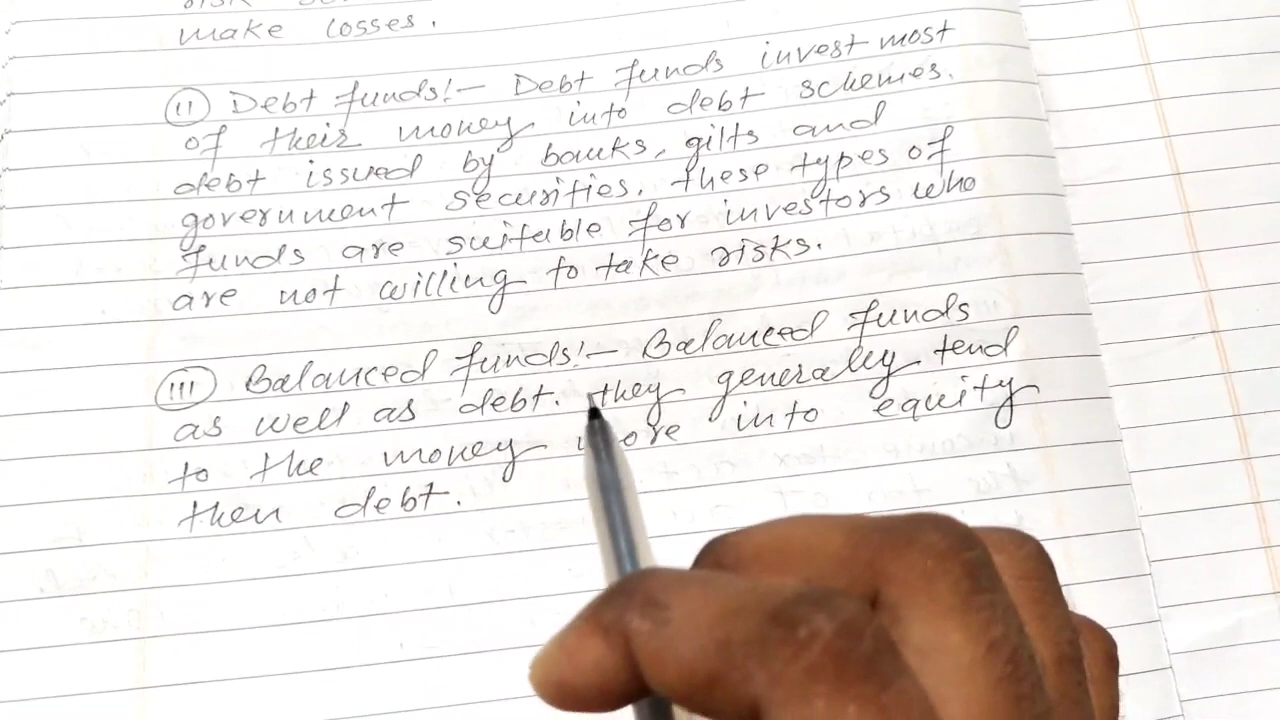 make losses.
(II) Debt funds:- Debt funds invest most
of their money into debt schemes.
debt issued by banks, gilts and
government securities. these types of
funds are suitable for investors who
are not willing to take risks.
(III) Balanced funds:- Balanced funds
as well as debt. they generally tend
to the money more into equity
then debt.